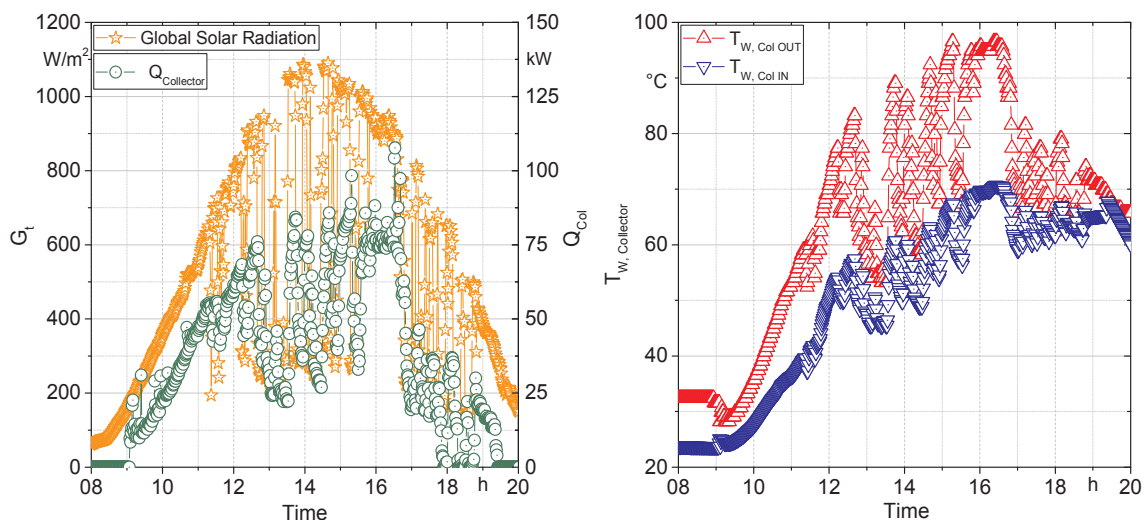 1200
W/m²
1000
800
600
400
200
0
G_t
Global Solar Radiation
Q_Collector
150
kW
125
100
75
50
25
0
Q_Col
08 10 12 14 16 18 h 20
Time
100
°C
80
60
40
20
T_W, Collector
T_W, Col OUT
T_W, Col IN
08 10 12 14 16 18 h 20
Time